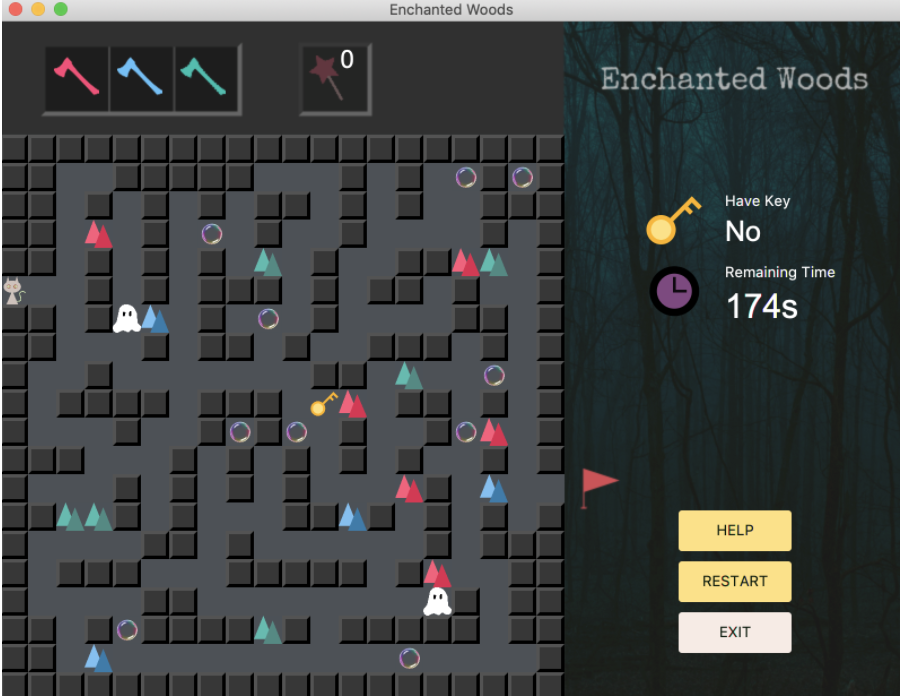 Enchanted Woods
0
Enchanted Woods
Have Key
No
Remaining Time
174s
HELP
RESTART
EXIT